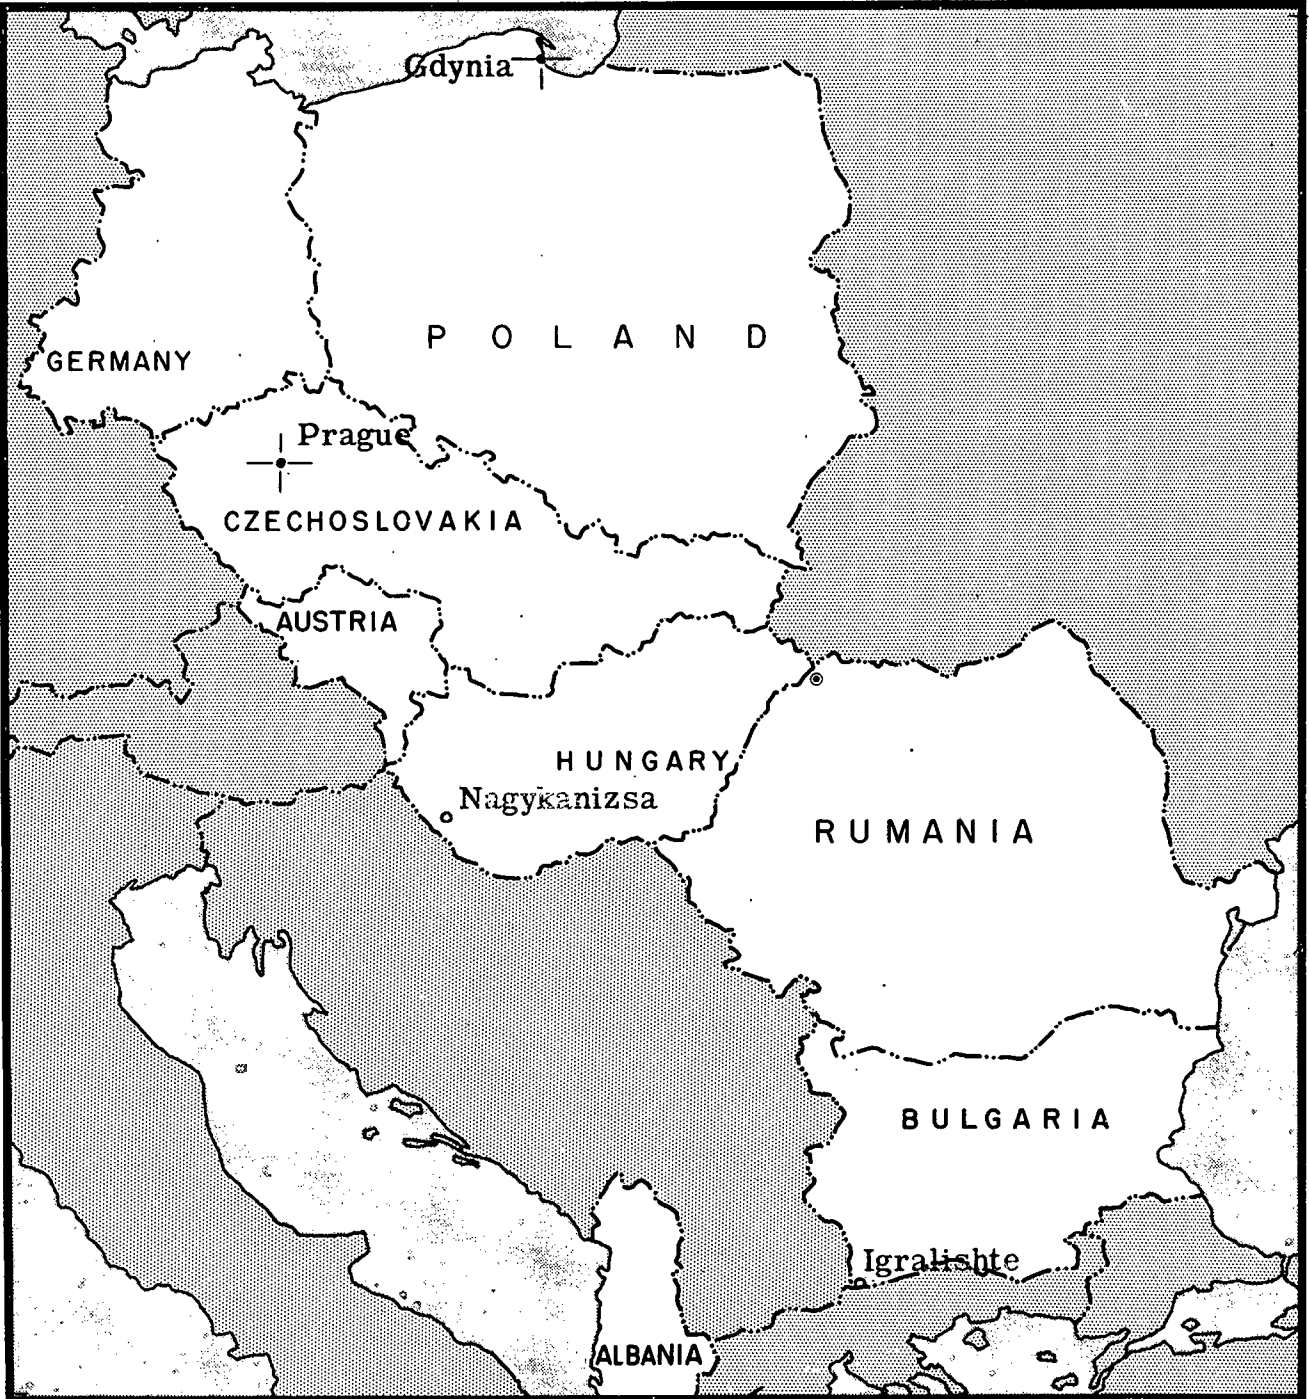 Gdynia
POLAND
GERMANY
Prague
CZECHOSLOVAKIA
AUSTRIA
HUNGARY
Nagykanizsa
RUMANIA
BULGARIA
Igralishte
ALBANIA